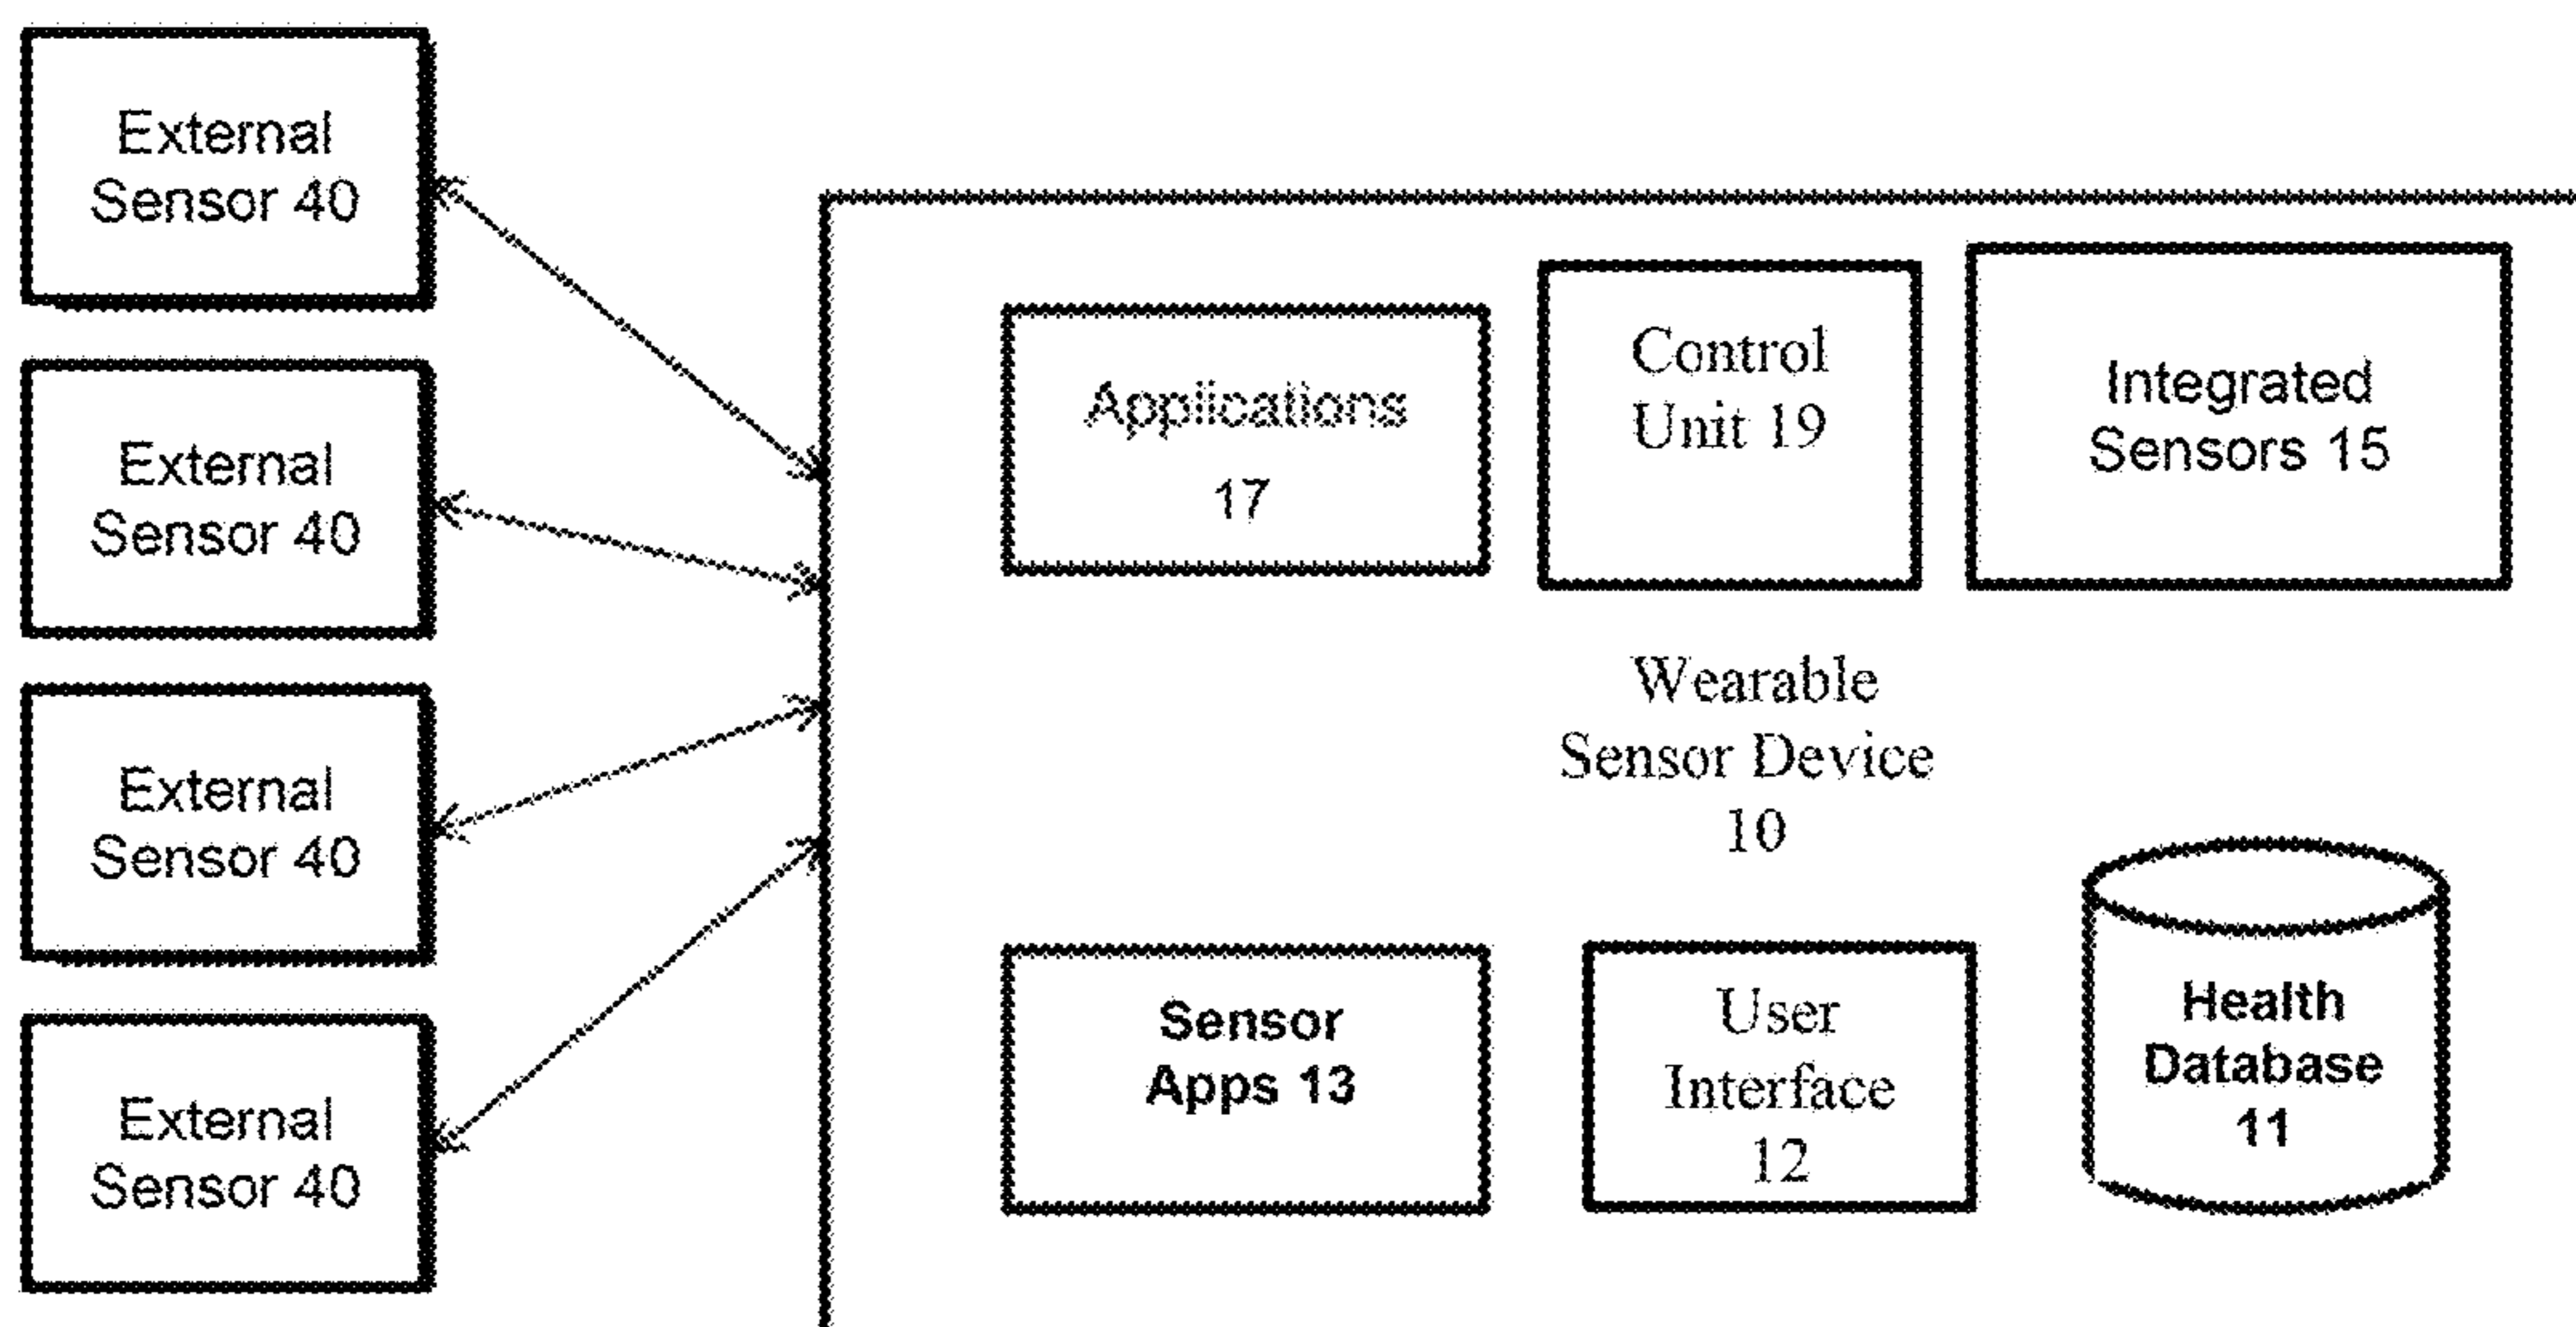 External
Sensor 40
External
Sensor 40
External
Sensor 40
External
Sensor 40
Applications
17
Control
Unit 19
Integrated
Sensors 15
Wearable
Sensor Device
10
Sensor
Apps 13
User
Interface
12
Health
Database
11